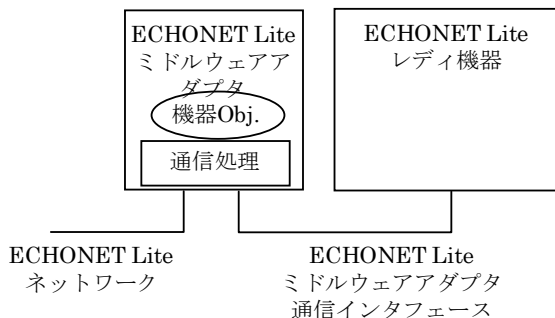 ECHONET Lite
ミドルウェアア
ダプタ
機器Obj.
通信処理
ECHONET Lite
レディ機器
ECHONET Lite
ネットワーク
ECHONET Lite
ミドルウェアアダプタ
通信インタフェース